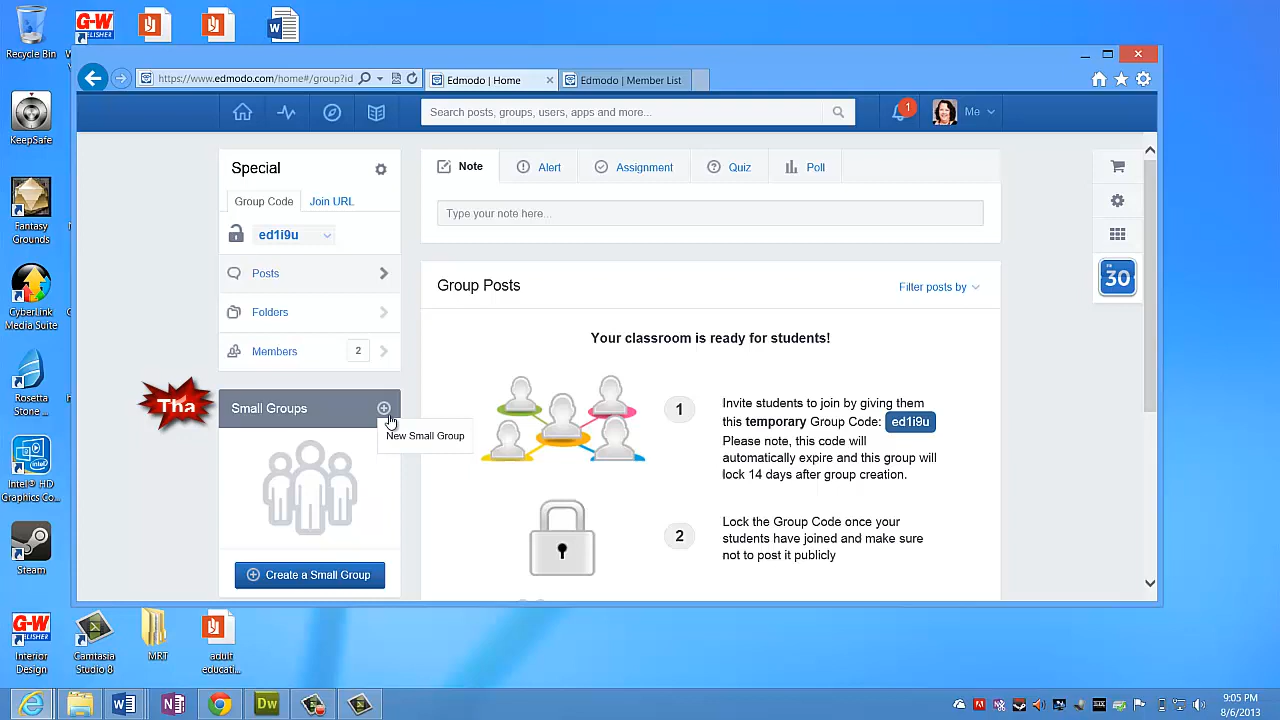 G-W
PUBLISHER
W
Recycle Bin
https://www.edmodo.com/home#/group?id
Edmodo | Home
Edmodo | Member List
KeepSafe
Search posts, groups, users, apps and more...
1
Me
Special
Note
Alert
Assignment
Quiz
Poll
Group Code
Join URL
Type your note here...
ed1i9u
Fantasy
Grounds
Posts
Group Posts
Filter posts by
30
Folders
CyberLink
Media Suite
Your classroom is ready for students!
Members
2
Rosetta
Stone ...
Tha
Small Groups
New Small Group
1
Invite students to join by giving them
this temporary Group Code: ed1i9u
Please note, this code will
automatically expire and this group will
lock 14 days after group creation.
Intel® HD
Graphics Co...
2
Lock the Group Code once your
students have joined and make sure
not to post it publicly
Steam
Create a Small Group
G-W
PUBLISHER
Interior
Design
Camtasia
Studio 8
MRT
adult
educati...
W
N
Dw
9:05 PM
8/6/2013